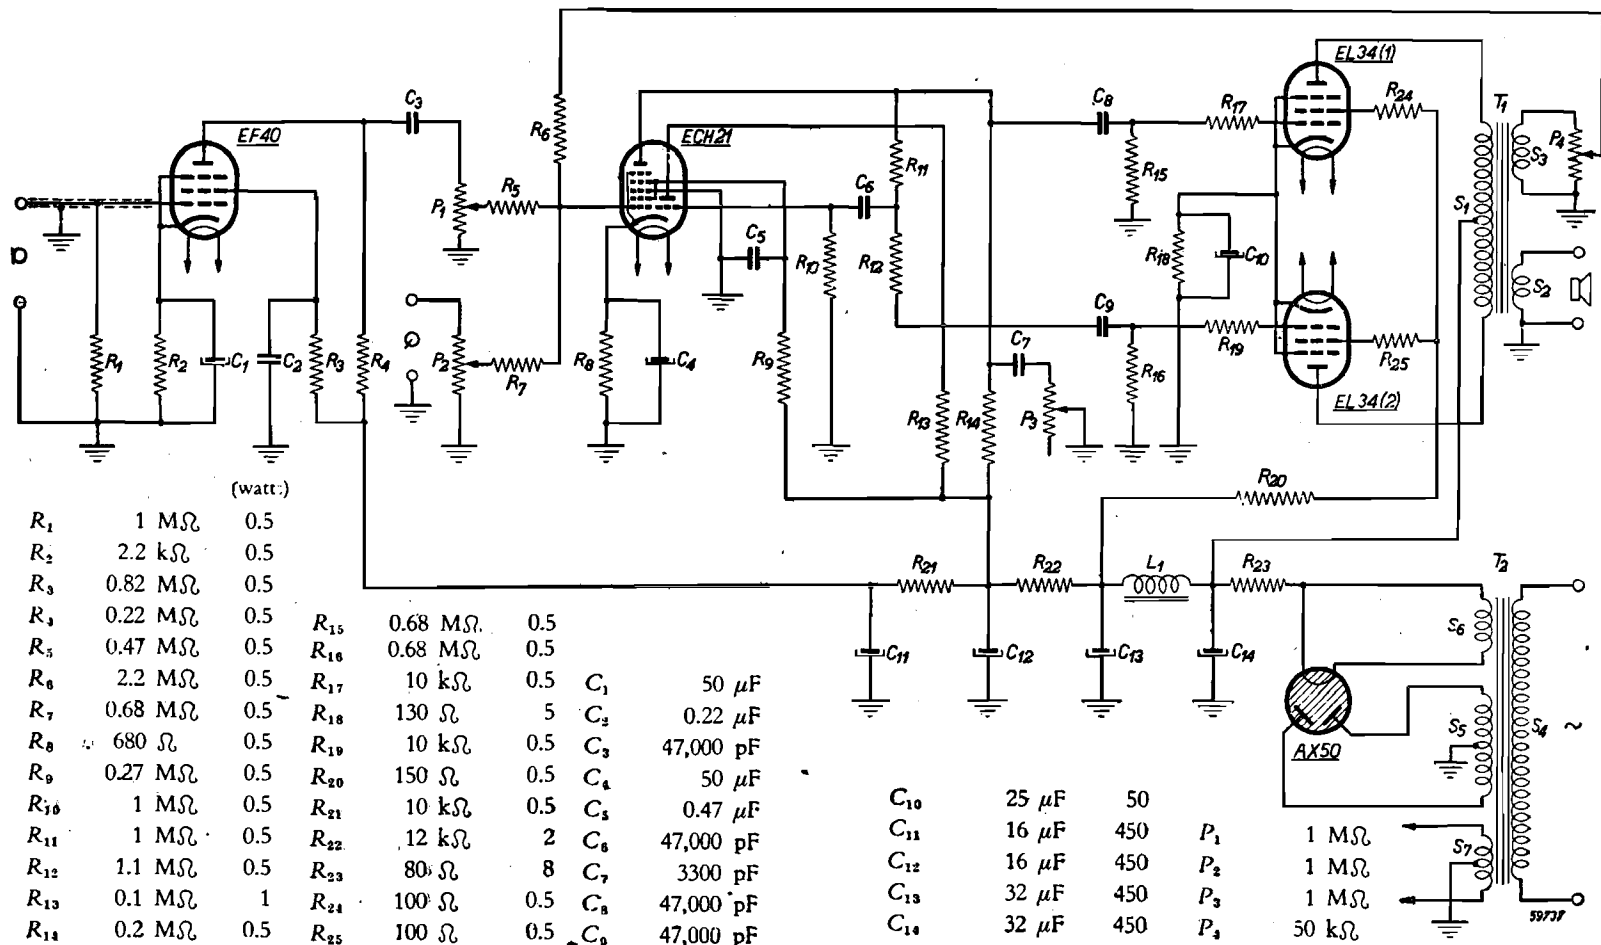 EF40
C3
R6
ECH21
R5
P1
R11
C6
C5
R10
R12
C8
R17
R15
EL34(1)
R24
T1
S3
P4
S1
R18
C10
S2
C9
R19
R16
R25
EL34(2)
R1
R2
C1
C2
R3
R4
P2
R7
R8
C4
R9
R13
R14
C7
P3
R20
R21
R22
L1
R23
T2
C11
C12
C13
C14
S6
S5
S4
~
AX50
S7
59737
(watt:)
R1 1 MΩ 0.5
R2 2.2 kΩ 0.5
R3 0.82 MΩ 0.5
R4 0.22 MΩ 0.5
R5 0.47 MΩ 0.5
R6 2.2 MΩ 0.5
R7 0.68 MΩ 0.5
R8 680 Ω 0.5
R9 0.27 MΩ 0.5
R10 1 MΩ 0.5
R11 1 MΩ 0.5
R12 1.1 MΩ 0.5
R13 0.1 MΩ 1
R14 0.2 MΩ 0.5
R15 0.68 MΩ 0.5
R16 0.68 MΩ 0.5
R17 10 kΩ 0.5
R18 130 Ω 5
R19 10 kΩ 0.5
R20 150 Ω 0.5
R21 10 kΩ 0.5
R22 12 kΩ 2
R23 80 Ω 8
R24 100 Ω 0.5
R25 100 Ω 0.5
C1 50 μF
C2 0.22 μF
C3 47,000 pF
C4 50 μF
C5 0.47 μF
C6 47,000 pF
C7 3300 pF
C8 47,000 pF
C9 47,000 pF
C10 25 μF 50
C11 16 μF 450
C12 16 μF 450
C13 32 μF 450
C14 32 μF 450
P1 1 MΩ
P2 1 MΩ
P3 1 MΩ
P4 50 kΩ